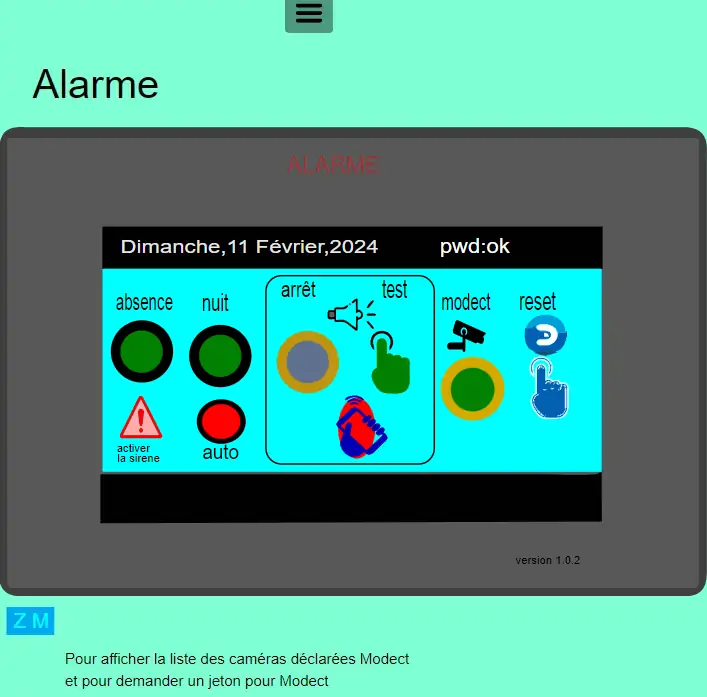 Alarme
ALARME
Dimanche,11 Février,2024 pwd:ok
absence nuit arrêt test modect reset
activer
la sirene
auto
version 1.0.2
Z M
Pour afficher la liste des caméras déclarées Modect
et pour demander un jeton pour Modect